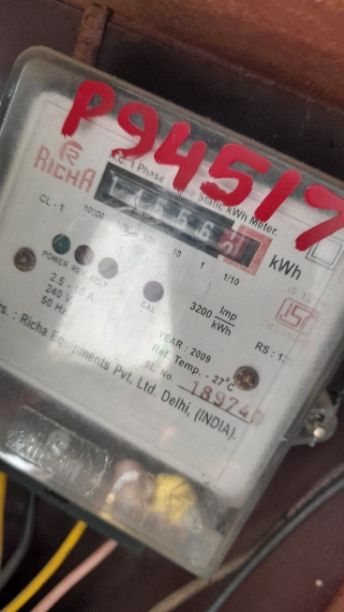 P94517
RICHA
Phase
Static kWh Meter.
CL-1
10000 100 10 1 1/10
kWh
POWER
2.5 - 10 A
240 V
50 Hz
CAL
3200 Imp/kWh
YEAR : 2009
Ref. Temp. - 27°C
SL. No.
RS : 1
Richa Equipments Pvt. Ltd. Delhi, (INDIA).